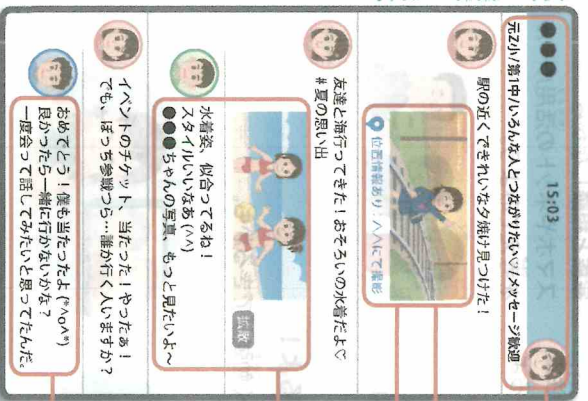 15:03
●●●
元Z小/第1中/いろんな人とつながりたい♡/メッセージ歓迎
駅の近くできれいな夕焼け見つけた！
位置情報あり：△△にて撮影
友達と海行ってきた！おそろいの水着だよ♡
#夏の思い出
拡散
水着姿、似合ってるね！
スタイルいいなあ (^^)
●●●ちゃんの写真、もっと見たいよ～
イベントのチケット、当たった！やったぁ！
でも、ぼっち参戦つら…誰か行く人いますか？
おめでとう！僕も当たったよ (*^o^*)
良かったら一緒に行かないかな？
一度会って話してみたいと思ってたんだ。